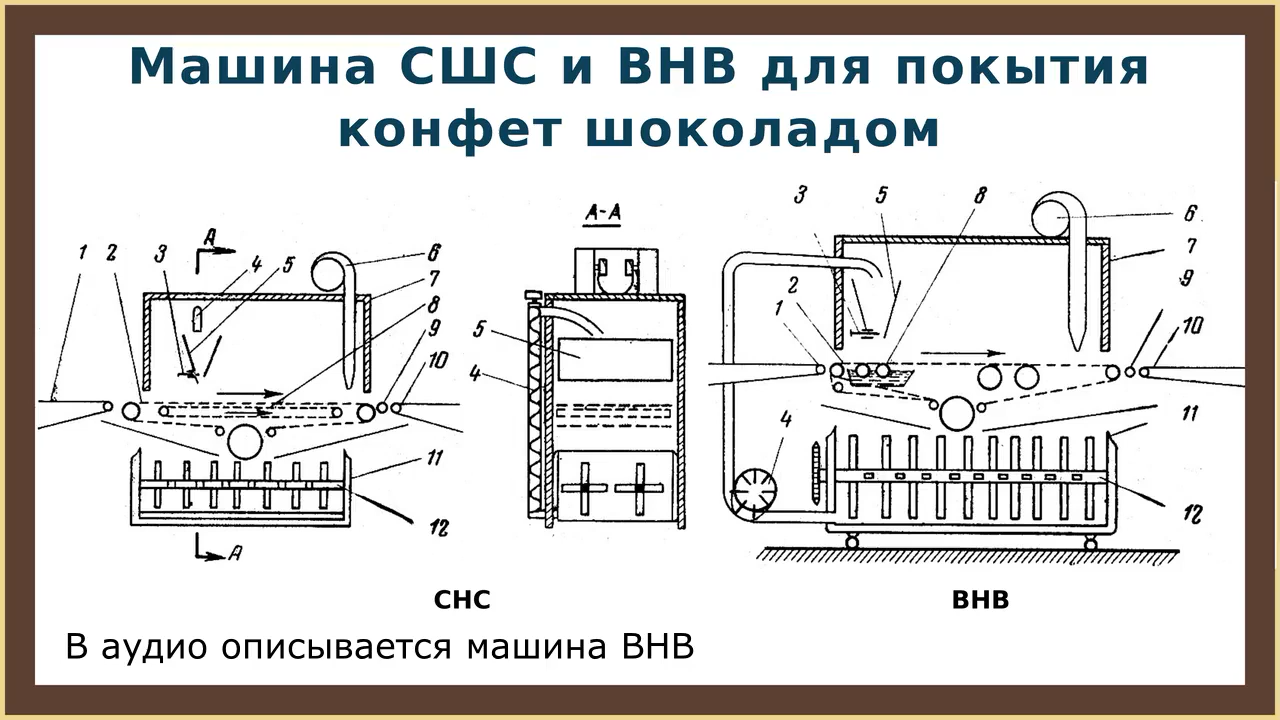 Машина СШС и ВНВ для покытия
конфет шоколадом
А-А
3 5 8
6
А
1 2 3 4 5 6
7
7
8
2
9
1
9
5
10
10
4
4
11
11
12
12
А
СНС ВНВ
В аудио описывается машина ВНВ